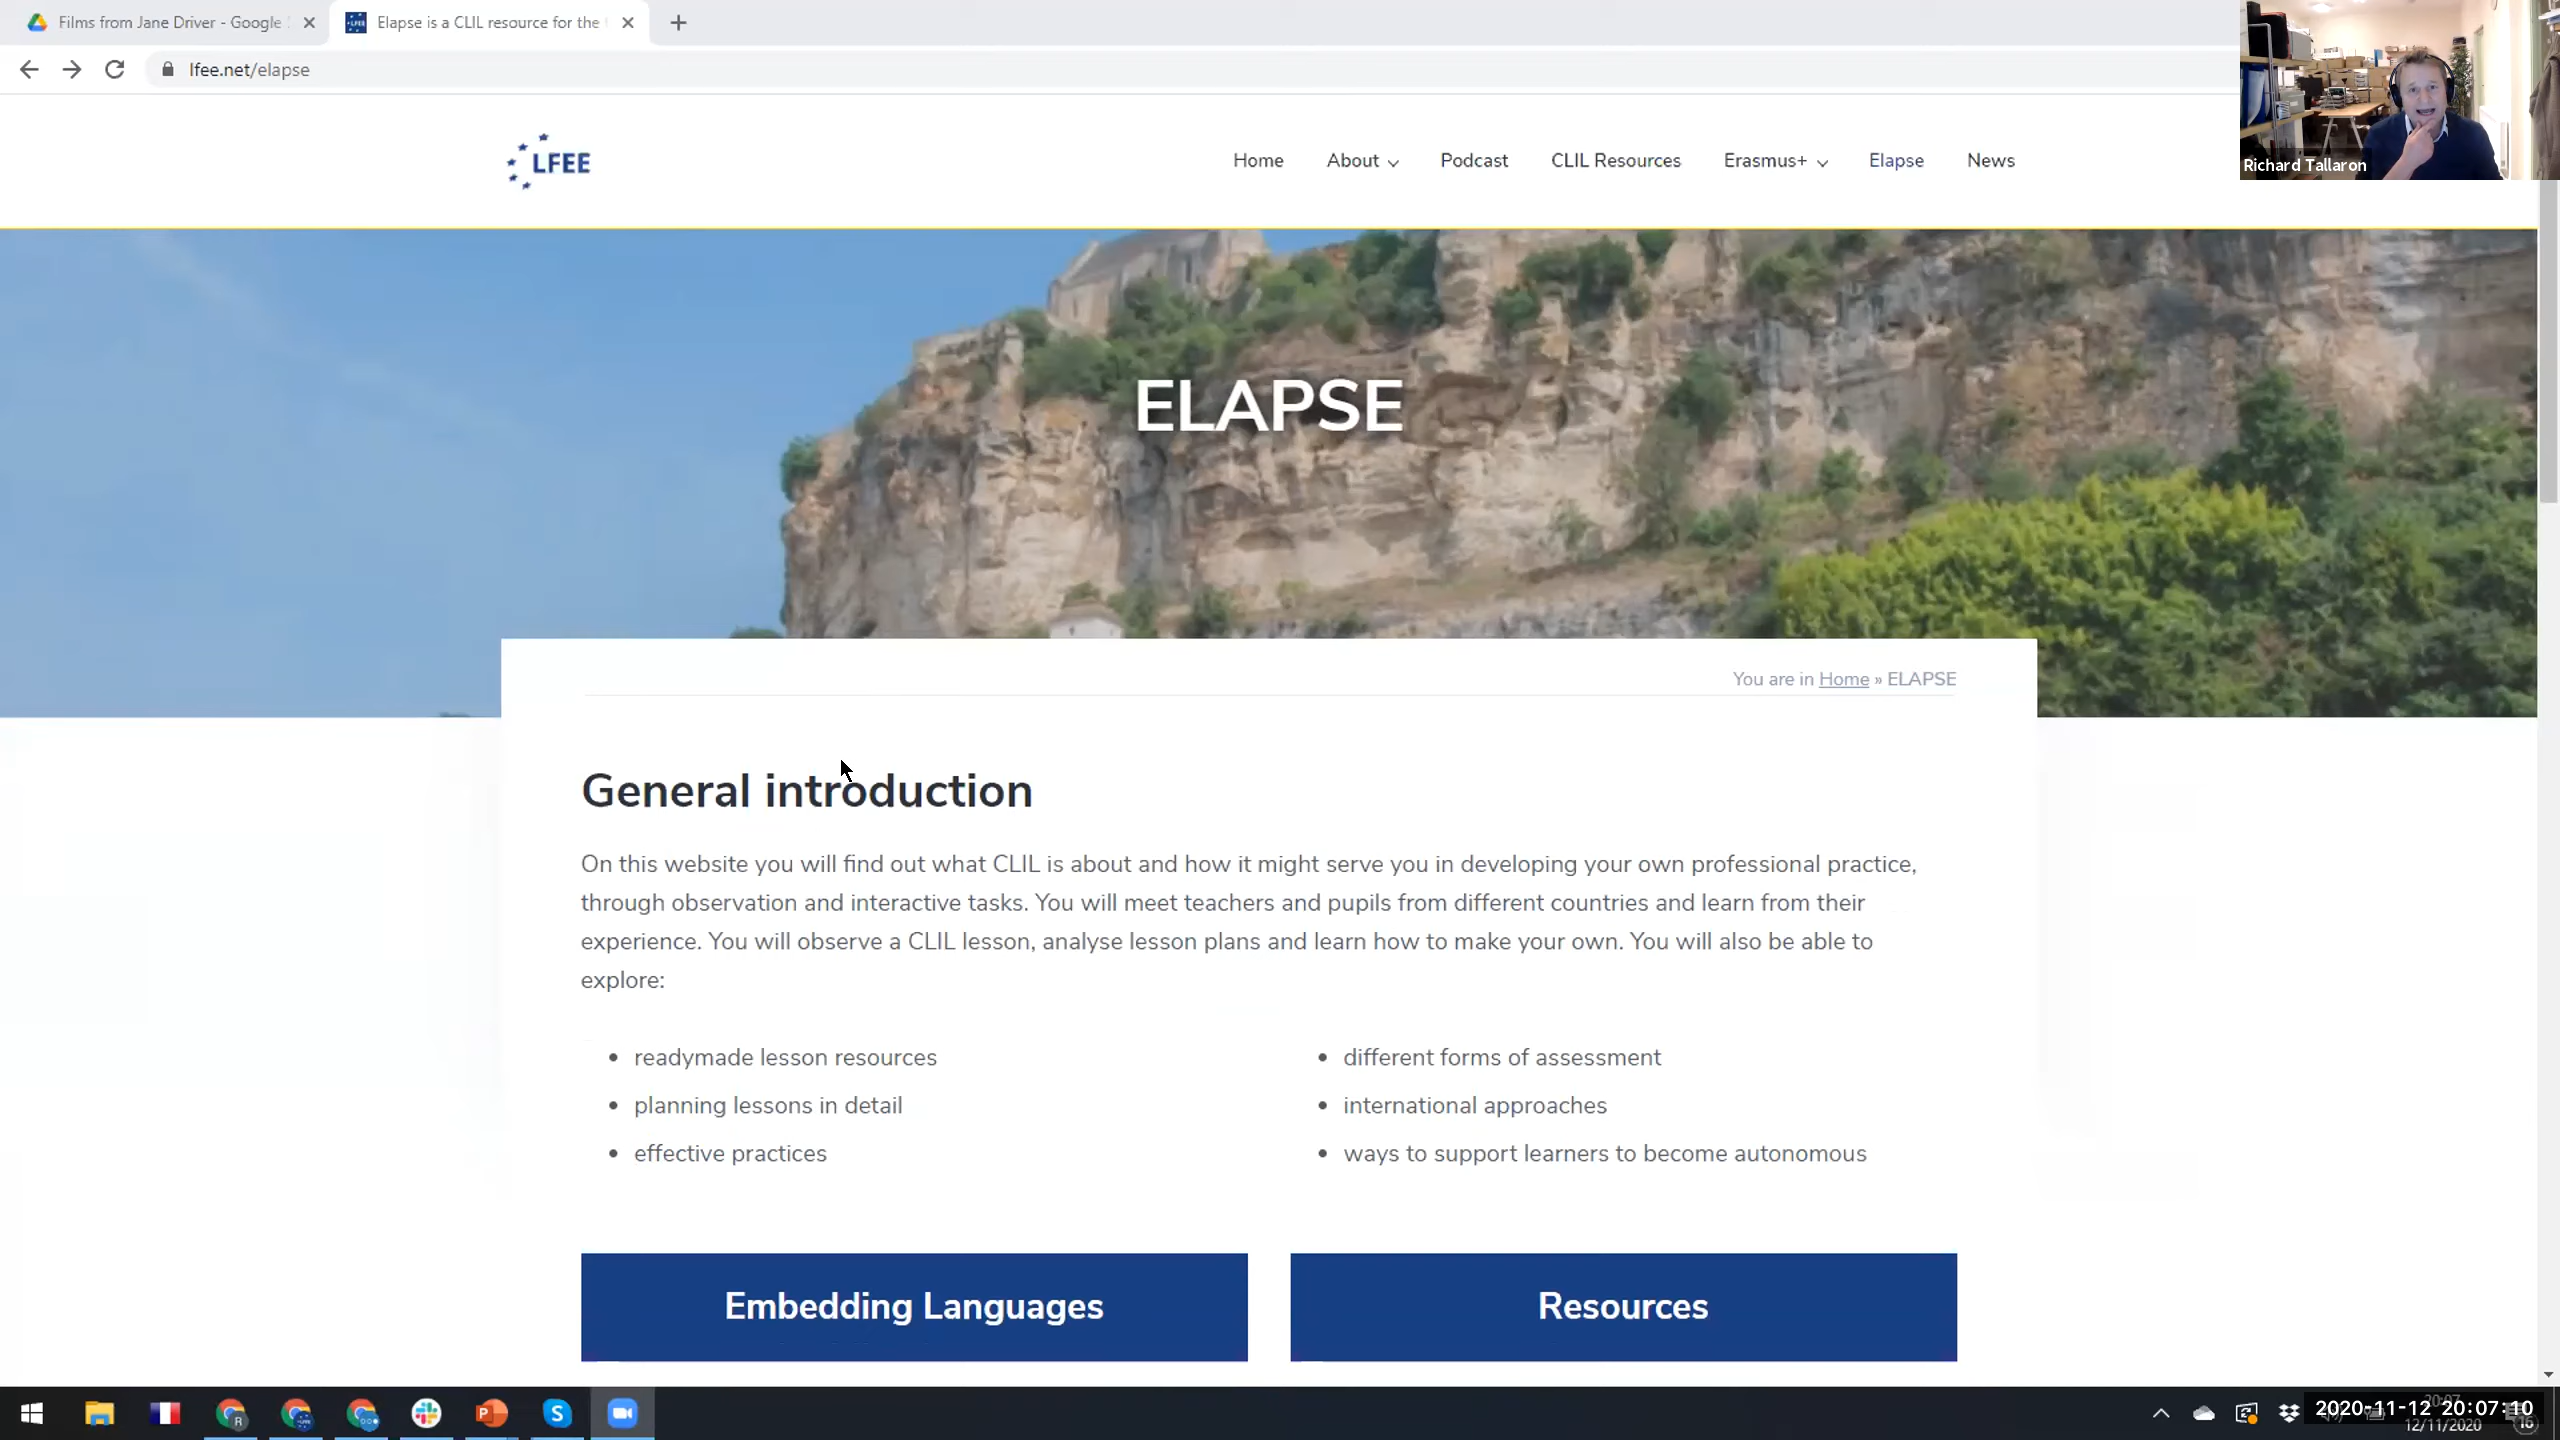 Films from Jane Driver - Google
Elapse is a CLIL resource for the
lfee.net/elapse
Richard Tallaron
LFEE
Home About Podcast CLIL Resources Erasmus+ Elapse News
ELAPSE
You are in Home » ELAPSE
General introduction
On this website you will find out what CLIL is about and how it might serve you in developing your own professional practice,
through observation and interactive tasks. You will meet teachers and pupils from different countries and learn from their
experience. You will observe a CLIL lesson, analyse lesson plans and learn how to make your own. You will also be able to
explore:
• readymade lesson resources
• planning lessons in detail
• effective practices
• different forms of assessment
• international approaches
• ways to support learners to become autonomous
Embedding Languages
Resources
20:07
2020-11-12 20:07:10
12/11/2020
16